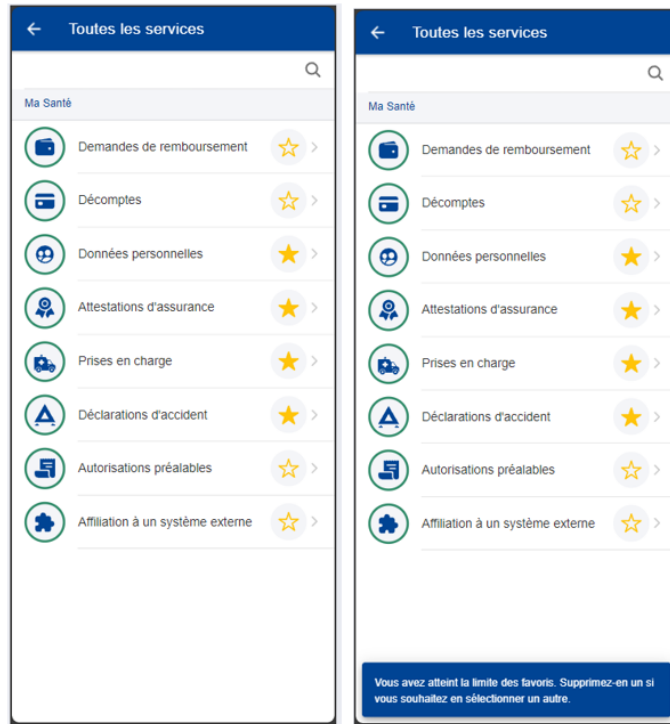 Toutes les services
Ma Santé
Demandes de remboursement
Décomptes
Données personnelles
Attestations d'assurance
Prises en charge
Déclarations d'accident
Autorisations préalables
Affiliation à un système externe
Toutes les services
Ma Santé
Demandes de remboursement
Décomptes
Données personnelles
Attestations d'assurance
Prises en charge
Déclarations d'accident
Autorisations préalables
Affiliation à un système externe
Vous avez atteint la limite des favoris. Supprimez-en un si
vous souhaitez en sélectionner un autre.